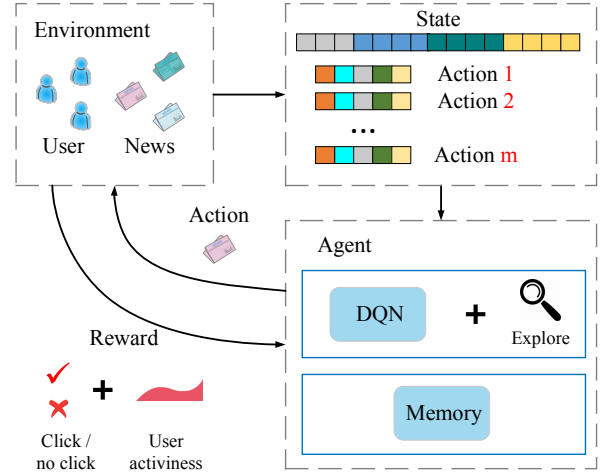 Environment
User
News
State
Action 1
Action 2
...
Action m
Action
Agent
DQN
+
Explore
Memory
Reward
+
Click /
no click
User
activiness